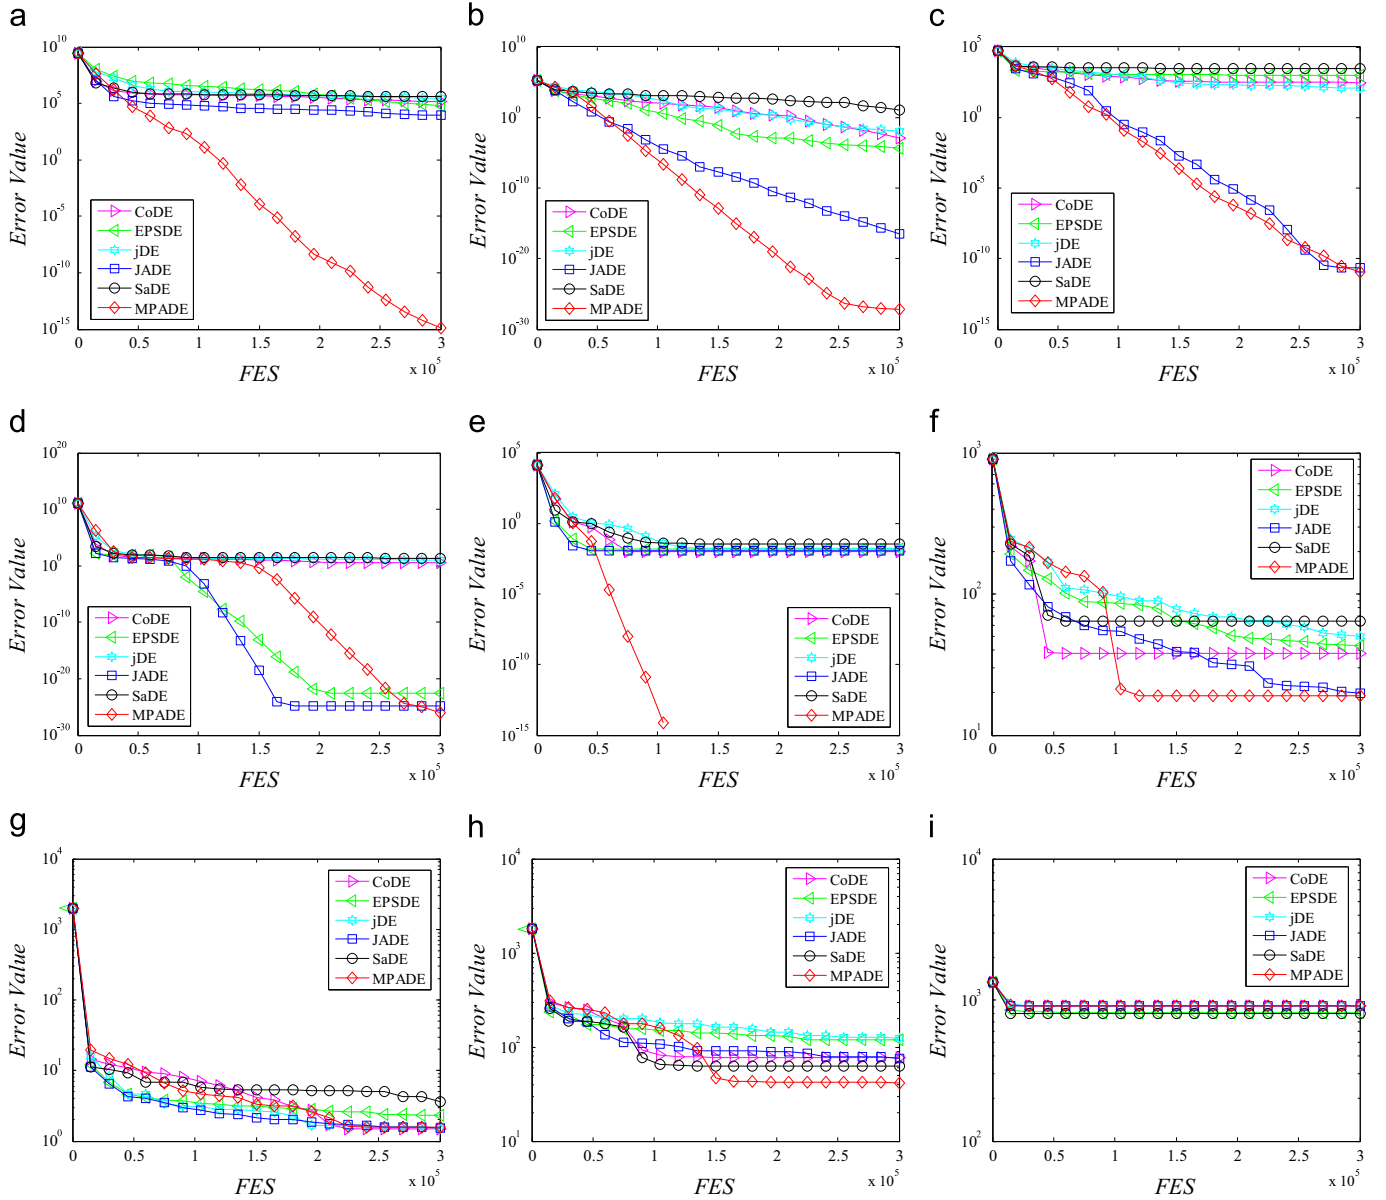 a
10^10
10^5
10^0
10^-5
10^-10
10^-15
Error Value
CoDE
EPSDE
jDE
JADE
SaDE
MPADE
0 0.5 1 1.5 2 2.5 3
x 10^5
FES
b
10^10
10^0
10^-10
10^-20
10^-30
Error Value
CoDE
EPSDE
jDE
JADE
SaDE
MPADE
0 0.5 1 1.5 2 2.5 3
x 10^5
FES
c
10^5
10^0
10^-5
10^-10
10^-15
Error Value
CoDE
EPSDE
jDE
JADE
SaDE
MPADE
0 0.5 1 1.5 2 2.5 3
x 10^5
FES
d
10^20
10^10
10^0
10^-10
10^-20
10^-30
Error Value
CoDE
EPSDE
jDE
JADE
SaDE
MPADE
0 0.5 1 1.5 2 2.5 3
x 10^5
FES
e
10^5
10^0
10^-5
10^-10
10^-15
Error Value
CoDE
EPSDE
jDE
JADE
SaDE
MPADE
0 0.5 1 1.5 2 2.5 3
x 10^5
FES
f
10^3
10^2
10^1
Error Value
CoDE
EPSDE
jDE
JADE
SaDE
MPADE
0 0.5 1 1.5 2 2.5 3
x 10^5
FES
g
10^4
10^3
10^2
10^1
10^0
Error Value
CoDE
EPSDE
jDE
JADE
SaDE
MPADE
0 0.5 1 1.5 2 2.5 3
x 10^5
FES
h
10^4
10^3
10^2
10^1
Error Value
CoDE
EPSDE
jDE
JADE
SaDE
MPADE
0 0.5 1 1.5 2 2.5 3
x 10^5
FES
i
10^4
10^3
10^2
Error Value
CoDE
EPSDE
jDE
JADE
SaDE
MPADE
0 0.5 1 1.5 2 2.5 3
x 10^5
FES